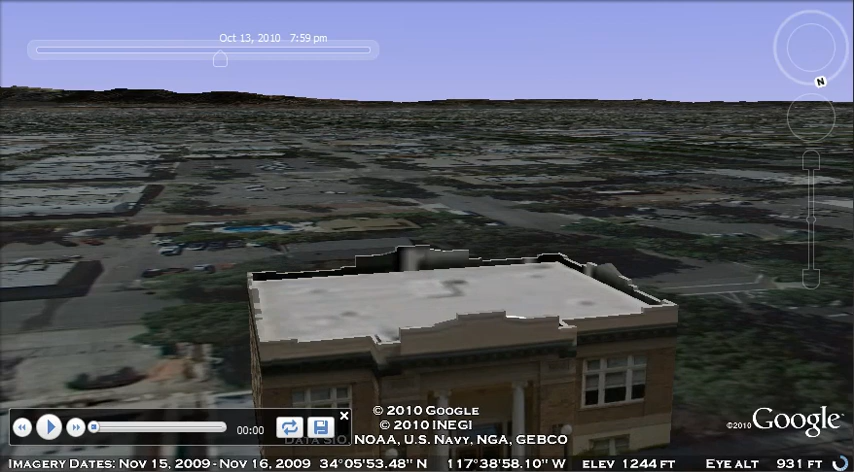 Oct 13, 2010 7:59 pm
N
00:00
© 2010 Google
© 2010 INEGI
Data SIO, NOAA, U.S. Navy, NGA, GEBCO
©2010 Google
Imagery Dates: Nov 15, 2009 - Nov 16, 2009 34°05'53.48" N 117°38'58.10" W elev 1244 ft Eye alt 931 ft